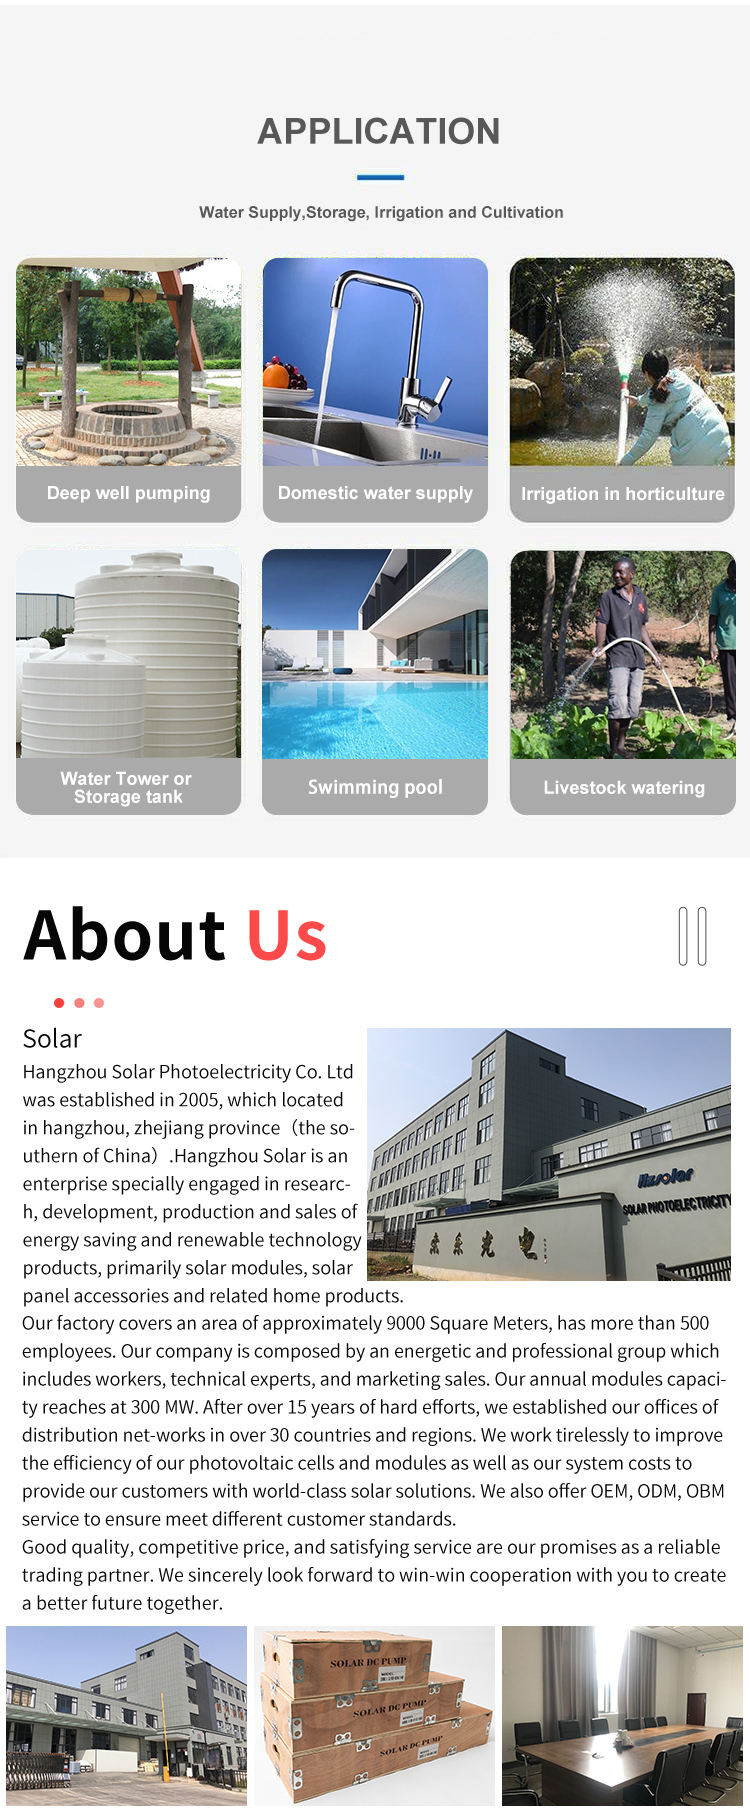 APPLICATION
Water Supply,Storage, Irrigation and Cultivation
Deep well pumping
Domestic water supply
Irrigation in horticulture
Water Tower or
Storage tank
Swimming pool
Livestock watering
About Us
Solar
Hangzhou Solar Photoelectricity Co. Ltd
was established in 2005, which located
in hangzhou, zhejiang province（the so-
uthern of China）.Hangzhou Solar is an
enterprise specially engaged in researc-
h, development, production and sales of
energy saving and renewable technology
products, primarily solar modules, solar
panel accessories and related home products.
Hzsolar
SOLAR PHOTOELECTRICITY
Our factory covers an area of approximately 9000 Square Meters, has more than 500
employees. Our company is composed by an energetic and professional group which
includes workers, technical experts, and marketing sales. Our annual modules capaci-
ty reaches at 300 MW. After over 15 years of hard efforts, we established our offices of
distribution net-works in over 30 countries and regions. We work tirelessly to improve
the efficiency of our photovoltaic cells and modules as well as our system costs to
provide our customers with world-class solar solutions. We also offer OEM, ODM, OBM
service to ensure meet different customer standards.
Good quality, competitive price, and satisfying service are our promises as a reliable
trading partner. We sincerely look forward to win-win cooperation with you to create
a better future together.
SOLAR DC PUMP
SOLAR DC PUMP
SOLAR DC PUMP